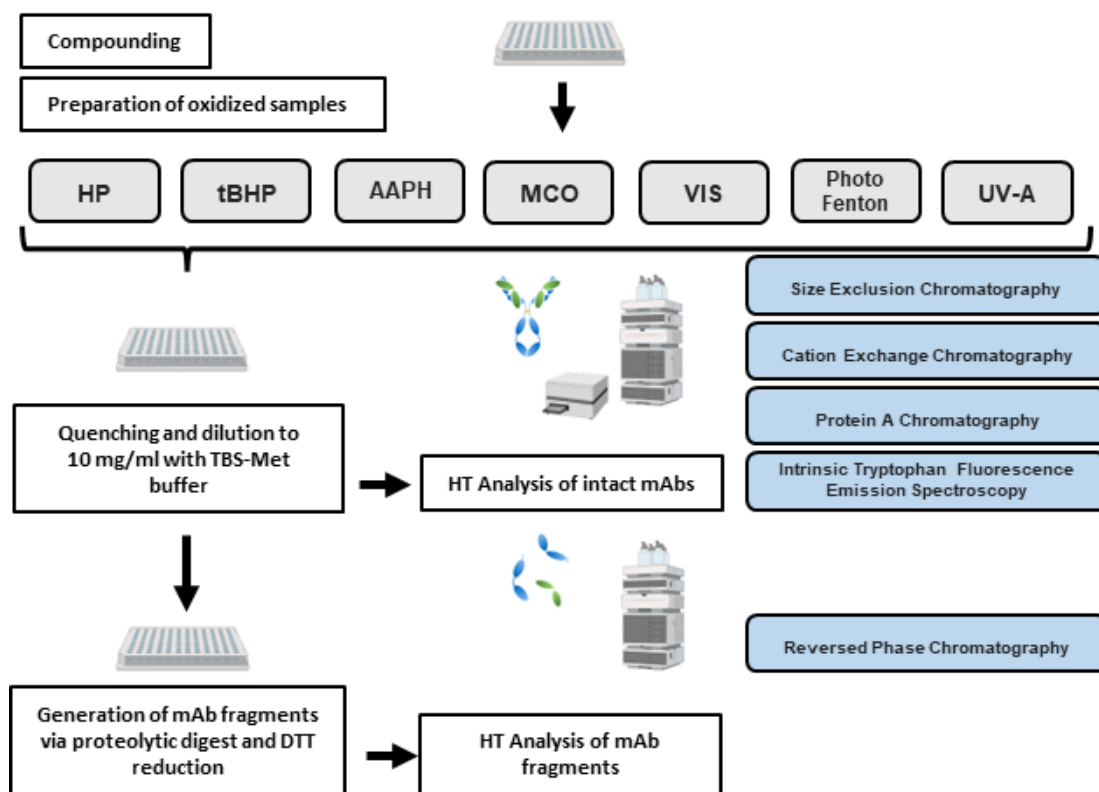 Compounding
Preparation of oxidized samples
HP
tBHP
AAPH
MCO
VIS
Photo
Fenton
UV-A
Size Exclusion Chromatography
Cation Exchange Chromatography
Protein A Chromatography
Intrinsic Tryptophan Fluorescence
Emission Spectroscopy
Quenching and dilution to
10 mg/ml with TBS-Met
buffer
HT Analysis of intact mAbs
Reversed Phase Chromatography
Generation of mAb fragments
via proteolytic digest and DTT
reduction
HT Analysis of mAb
fragments